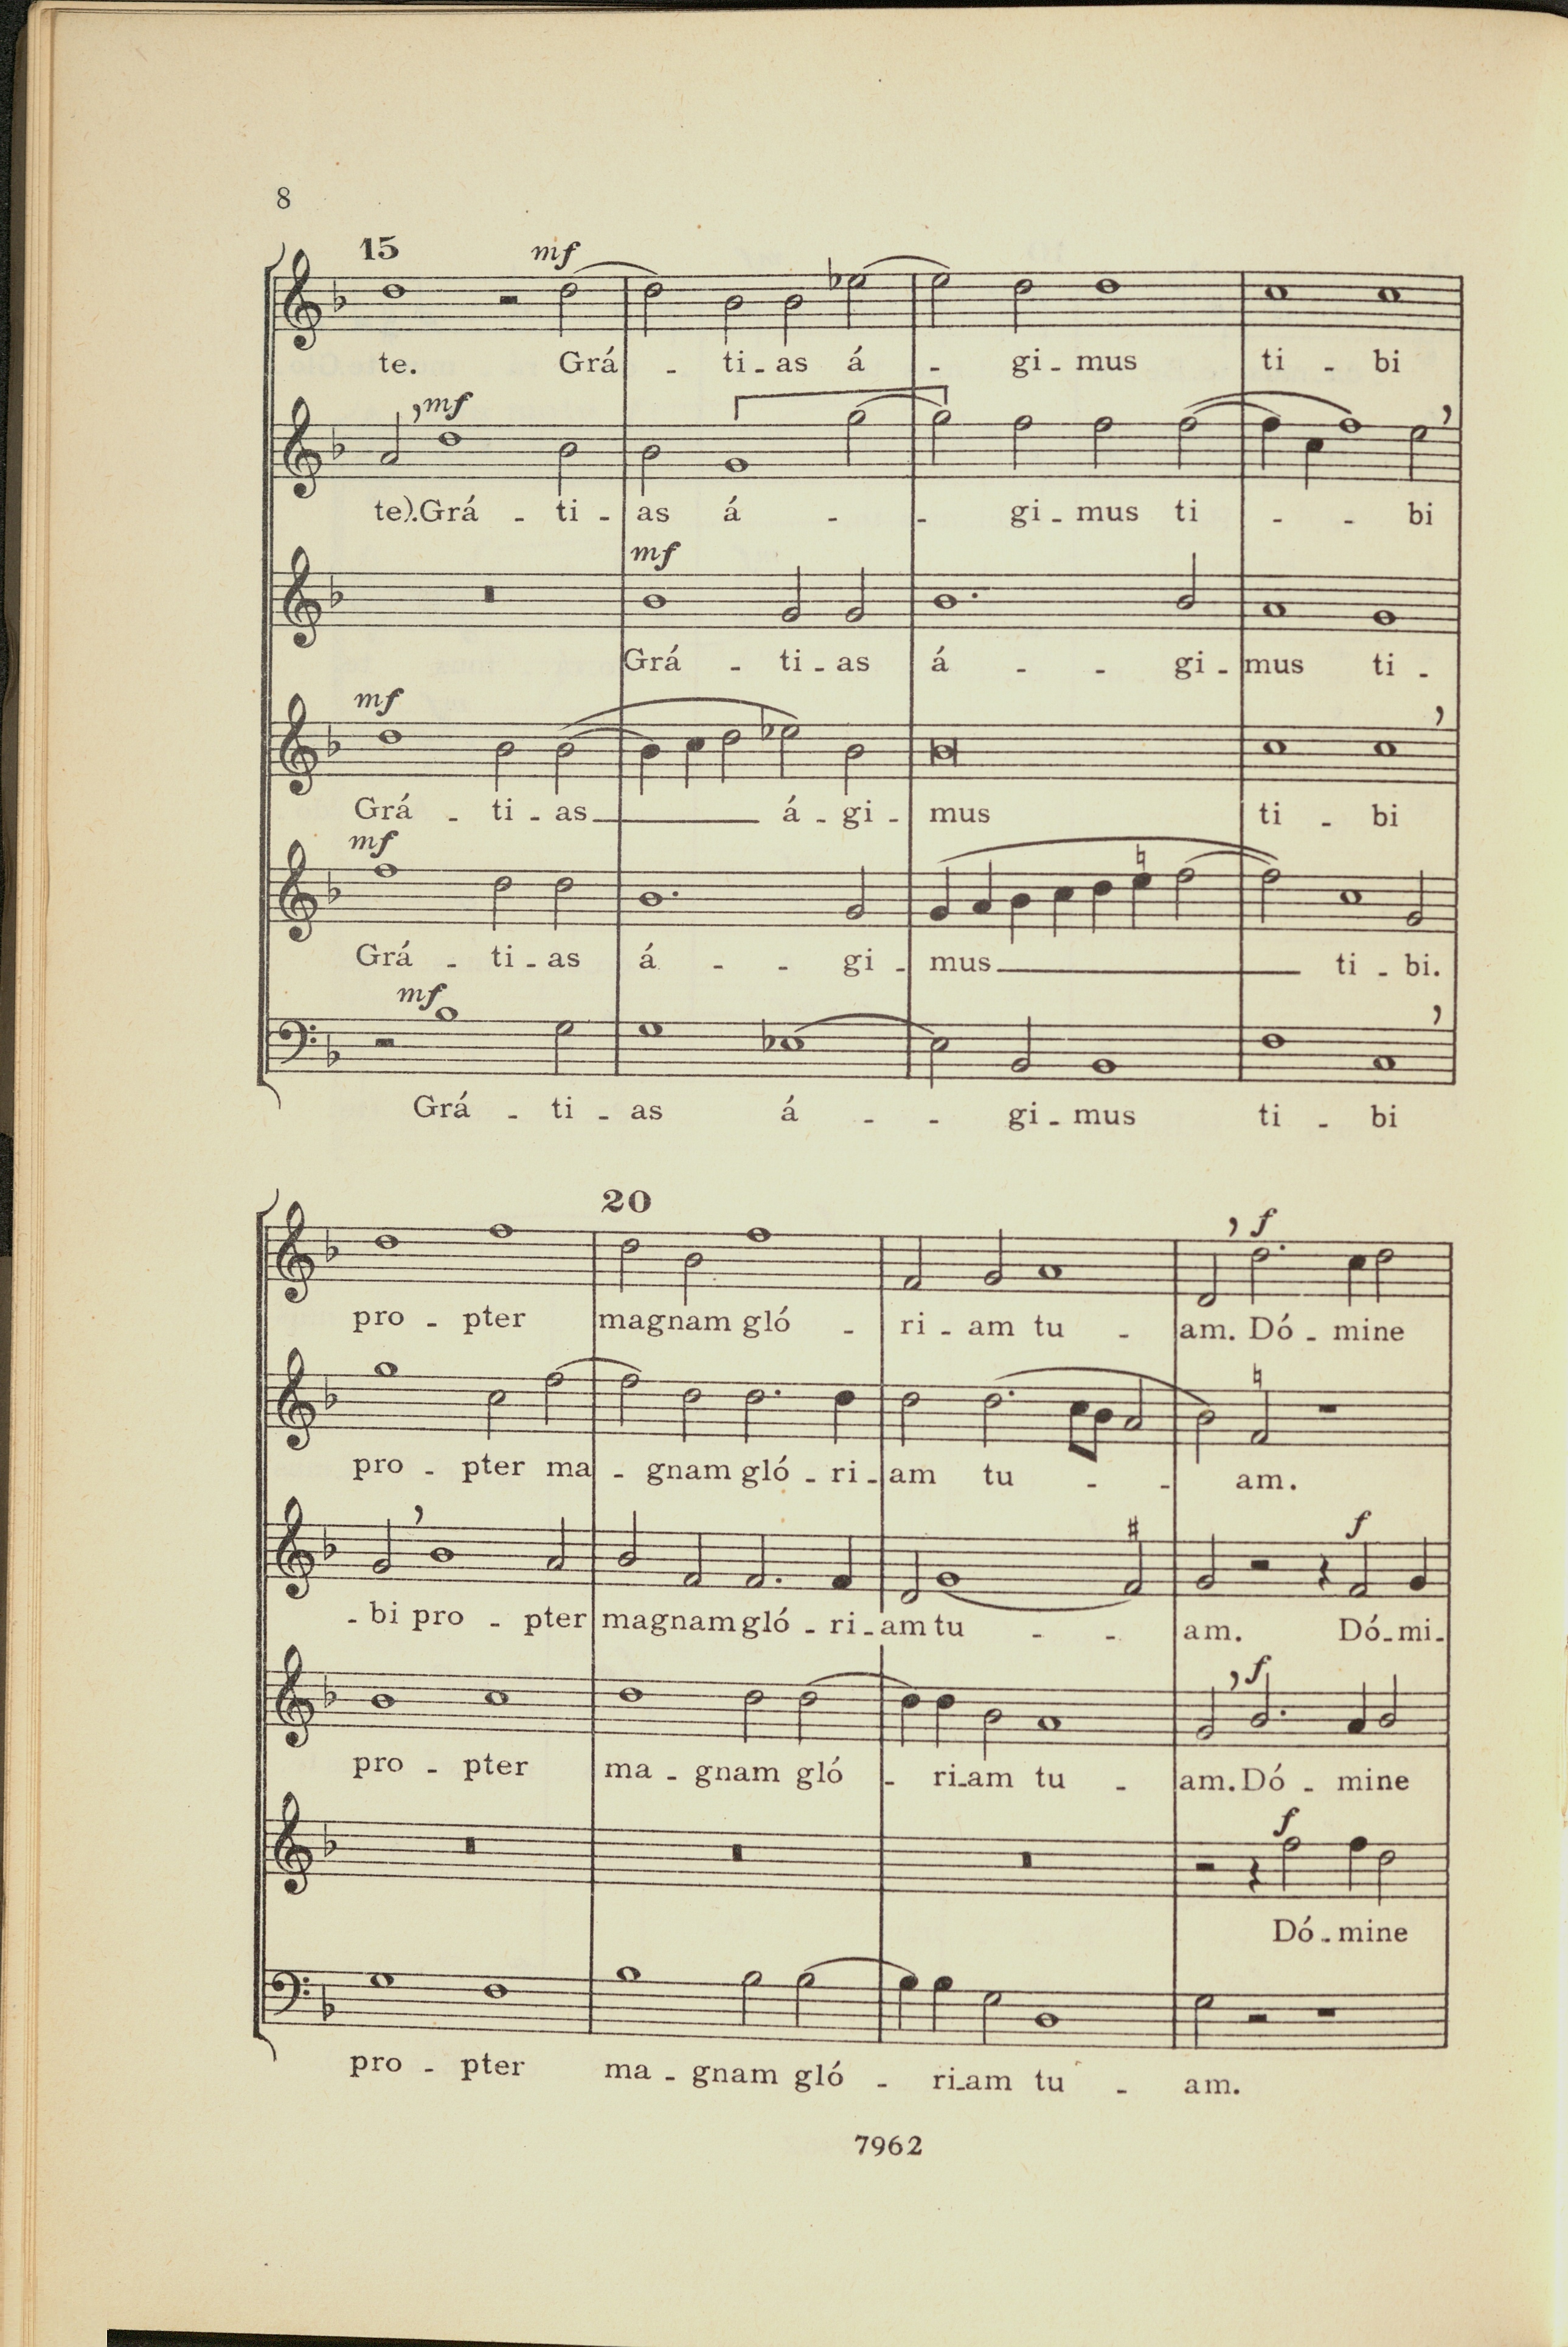 8
15 mf
te. Grá - ti - as á - gi - mus ti - bi
mf
te). Grá - ti - as á - - gi - mus ti - - bi
mf
Grá - ti - as á - - gi - mus ti -
mf
Grá - ti - as á - gi - mus ti - bi
mf
Grá - ti - as á - - gi - mus ti - bi.
mf
Grá - ti - as á - - gi - mus ti - bi
20 f
pro - pter magnam gló - ri - am tu - am. Dó - mine
pro - pter ma - gnam gló - ri - am tu - - am.
f
- bi pro - pter magnam gló - ri - am tu - - am. Dó - mi -
f
pro - pter ma - gnam gló - ri - am tu - am. Dó - mine
f
Dó - mine
pro - pter ma - gnam gló - ri - am tu - am.
7962